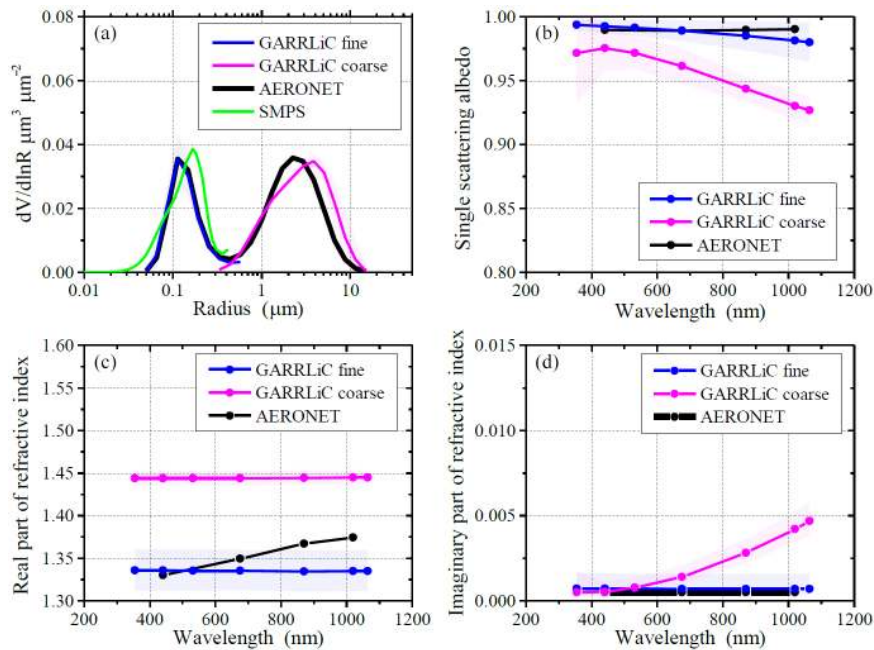 (a)
GARRLiC fine
GARRLiC coarse
AERONET
SMPS
dV/dlnR μm³ μm⁻²
0.08
0.06
0.04
0.02
0.00
0.01 0.1 1 10
Radius (μm)
(b)
GARRLiC fine
GARRLiC coarse
AERONET
Single scattering albedo
1.00
0.95
0.90
0.85
0.80
200 400 600 800 1000 1200
Wavelength (nm)
(c)
GARRLiC fine
GARRLiC coarse
AERONET
Real part of refractive index
1.60
1.55
1.50
1.45
1.40
1.35
1.30
200 400 600 800 1000 1200
Wavelength (nm)
(d)
GARRLiC fine
GARRLiC coarse
AERONET
Imaginary part of refractive index
0.015
0.010
0.005
0.000
200 400 600 800 1000 1200
Wavelength (nm)